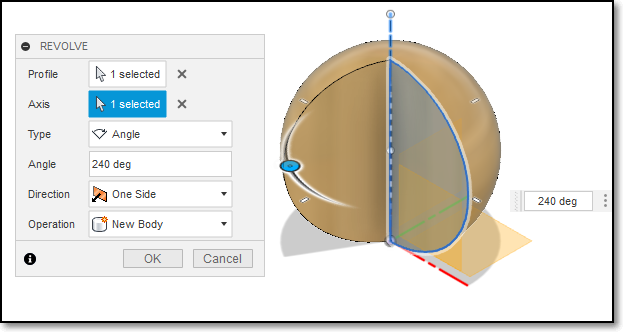 REVOLVE
Profile 1 selected
Axis 1 selected
Type Angle
Angle 240 deg
Direction One Side
Operation New Body
OK Cancel
240 deg